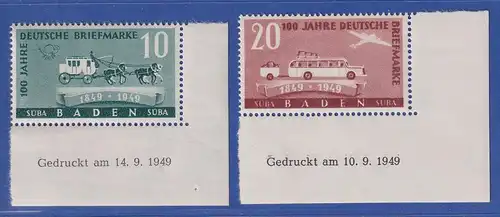 100 JAHRE
DEUTSCHE BRIEFMARKE
10
1849 · 1949
SÜBA BADEN SÜBA
Gedruckt am 14. 9. 1949
20
100 JAHRE DEUTSCHE
BRIEFMARKE
1849 · 1949
SÜBA BADEN SÜBA
Gedruckt am 10. 9. 1949